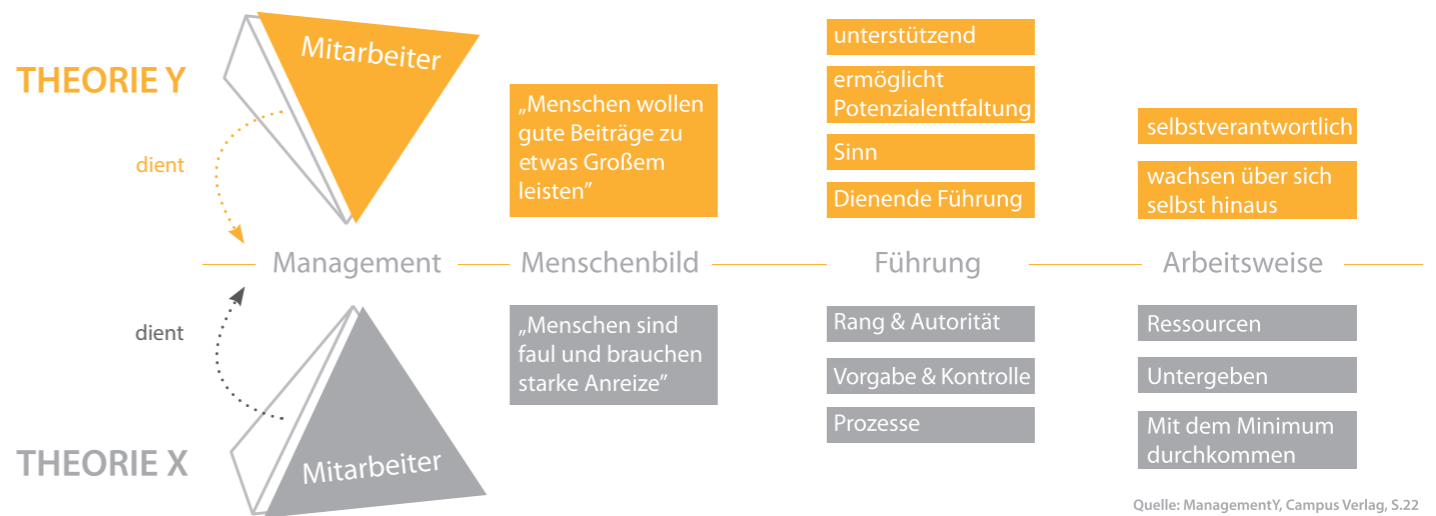 THEORIE Y
dient
Mitarbeiter
„Menschen wollen
gute Beiträge zu
etwas Großem
leisten”
unterstützend
ermöglicht
Potenzialentfaltung
Sinn
Dienende Führung
selbstverantwortlich
wachsen über sich
selbst hinaus
Management
Menschenbild
Führung
Arbeitsweise
dient
THEORIE X
Mitarbeiter
„Menschen sind
faul und brauchen
starke Anreize”
Rang & Autorität
Vorgabe & Kontrolle
Prozesse
Ressourcen
Untergeben
Mit dem Minimum
durchkommen
Quelle: ManagementY, Campus Verlag, S.22